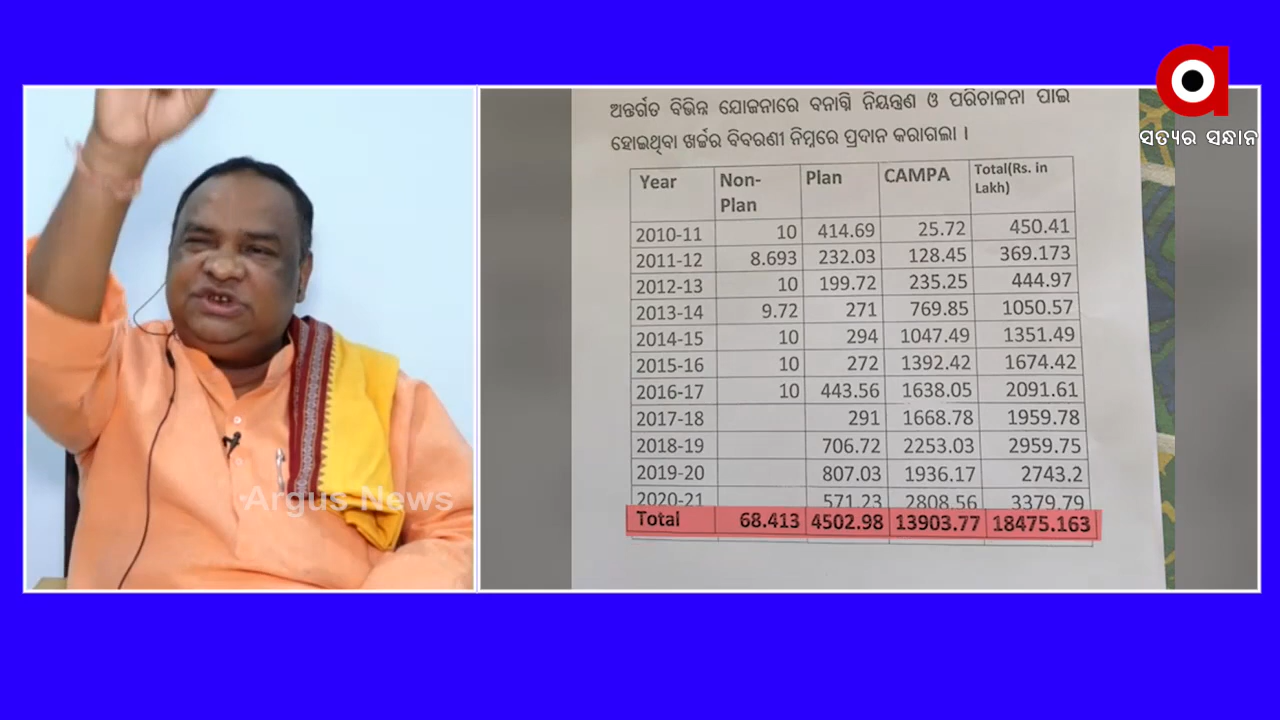 ସତ୍ୟର ସନ୍ଧାନ
ଅନ୍ତର୍ଗତ ବିଭିନ୍ନ ଯୋଜନାରେ ବନାଗ୍ନି ନିୟନ୍ତ୍ରଣ ଓ ପରିଚାଳନା ପାଇଁ
ହୋଇଥିବା ଖର୍ଚ୍ଚର ବିବରଣୀ ନିମ୍ନରେ ପ୍ରଦାନ କରାଗଲା ।
Year Non-Plan Plan CAMPA Total(Rs. in Lakh)
2010-11 10 414.69 25.72 450.41
2011-12 8.693 232.03 128.45 369.173
2012-13 10 199.72 235.25 444.97
2013-14 9.72 271 769.85 1050.57
2014-15 10 294 1047.49 1351.49
2015-16 10 272 1392.42 1674.42
2016-17 10 443.56 1638.05 2091.61
2017-18 291 1668.78 1959.78
2018-19 706.72 2253.03 2959.75
2019-20 807.03 1936.17 2743.2
2020-21 571.23 2808.56 3379.79
Total 68.413 4502.98 13903.77 18475.163
Argus News